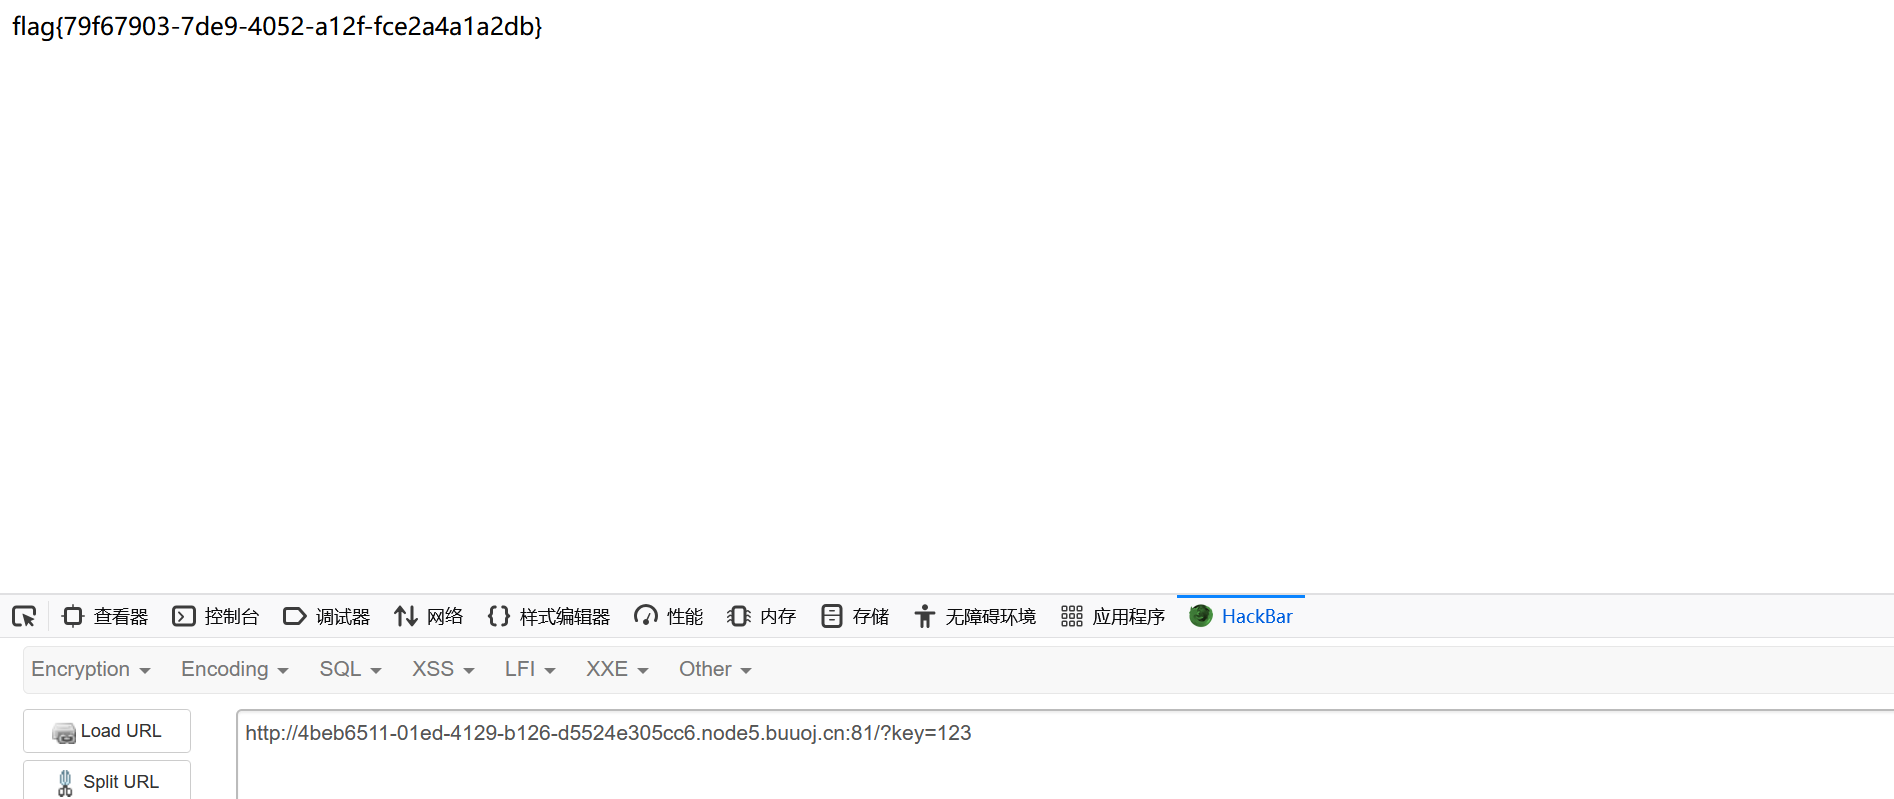 flag{79f67903-7de9-4052-a12f-fce2a4a1a2db}
查看器 控制台 调试器 网络 样式编辑器 性能 内存 存储 无障碍环境 应用程序 HackBar
Encryption Encoding SQL XSS LFI XXE Other
Load URL http://4beb6511-01ed-4129-b126-d5524e305cc6.node5.buuoj.cn:81/?key=123
Split URL